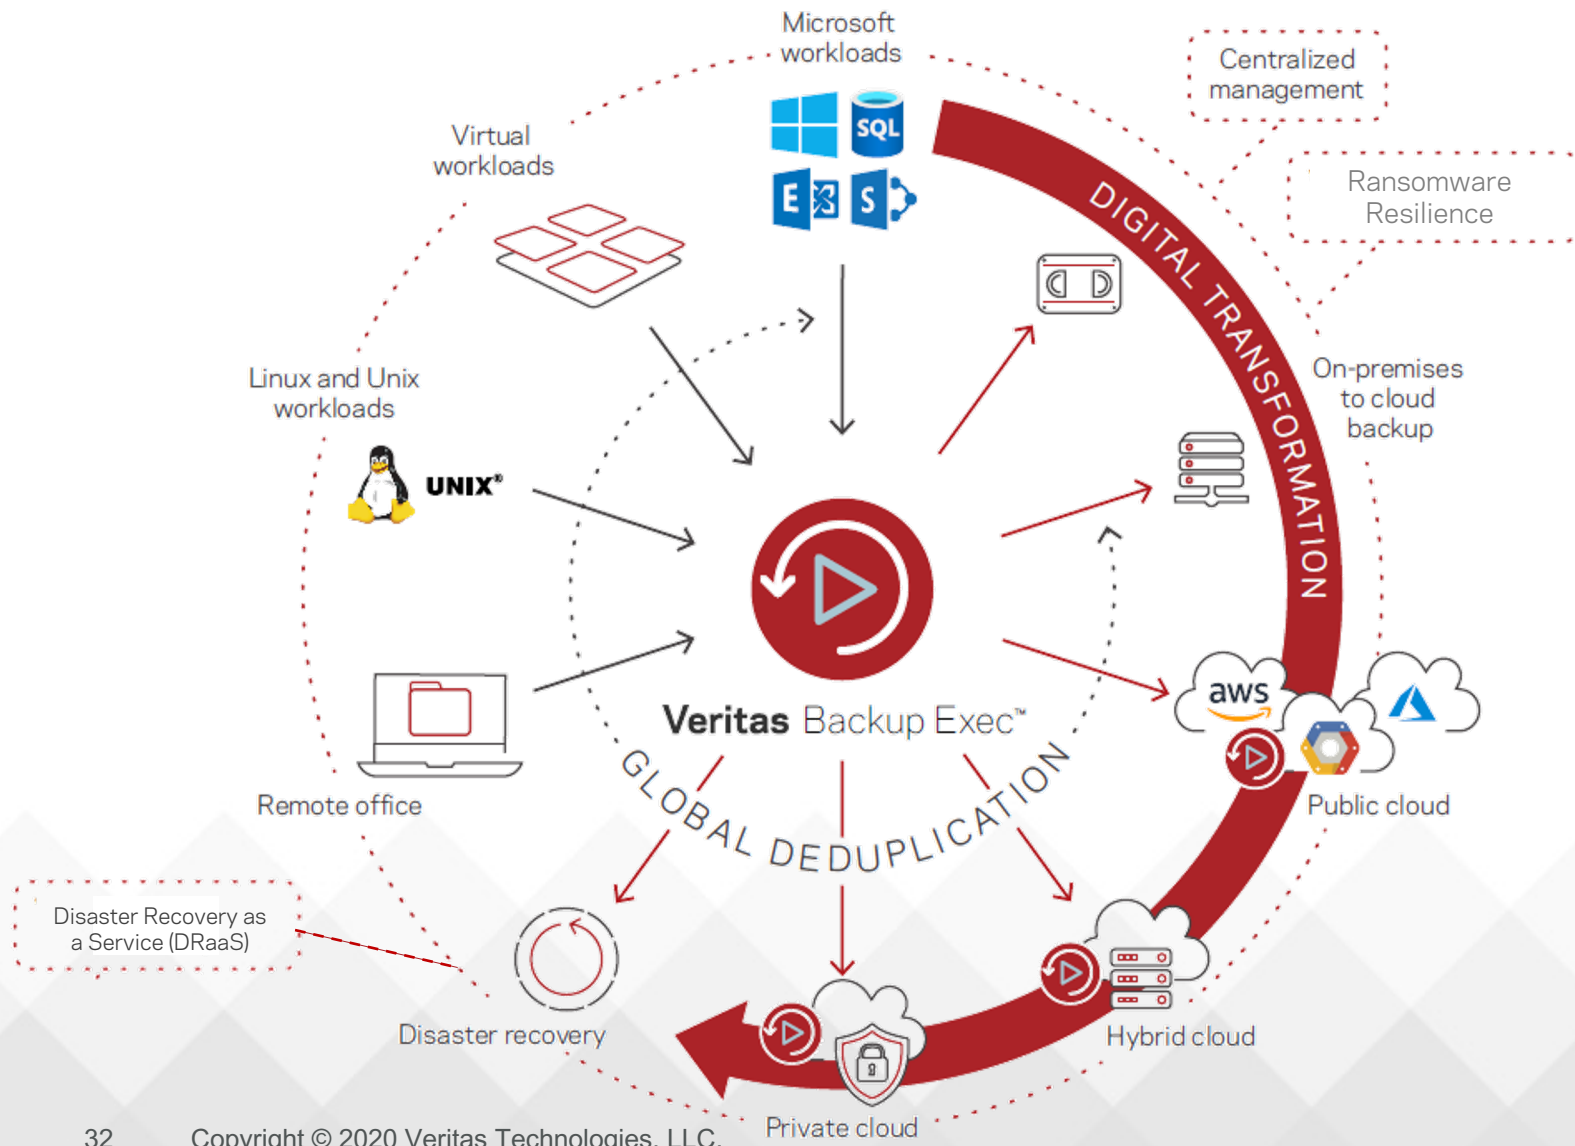 Microsoft
workloads
Centralized
management
Virtual
workloads
SQL
E
S
Ransomware
Resilience
DIGITAL TRANSFORMATION
Linux and Unix
workloads
On-premises
to cloud
backup
UNIX®
aws
Veritas Backup Exec™
GLOBAL DEDUPLICATION
Remote office
Public cloud
Disaster Recovery as
a Service (DRaaS)
Disaster recovery
Hybrid cloud
Private cloud
32 Copyright © 2020 Veritas Technologies, LLC.